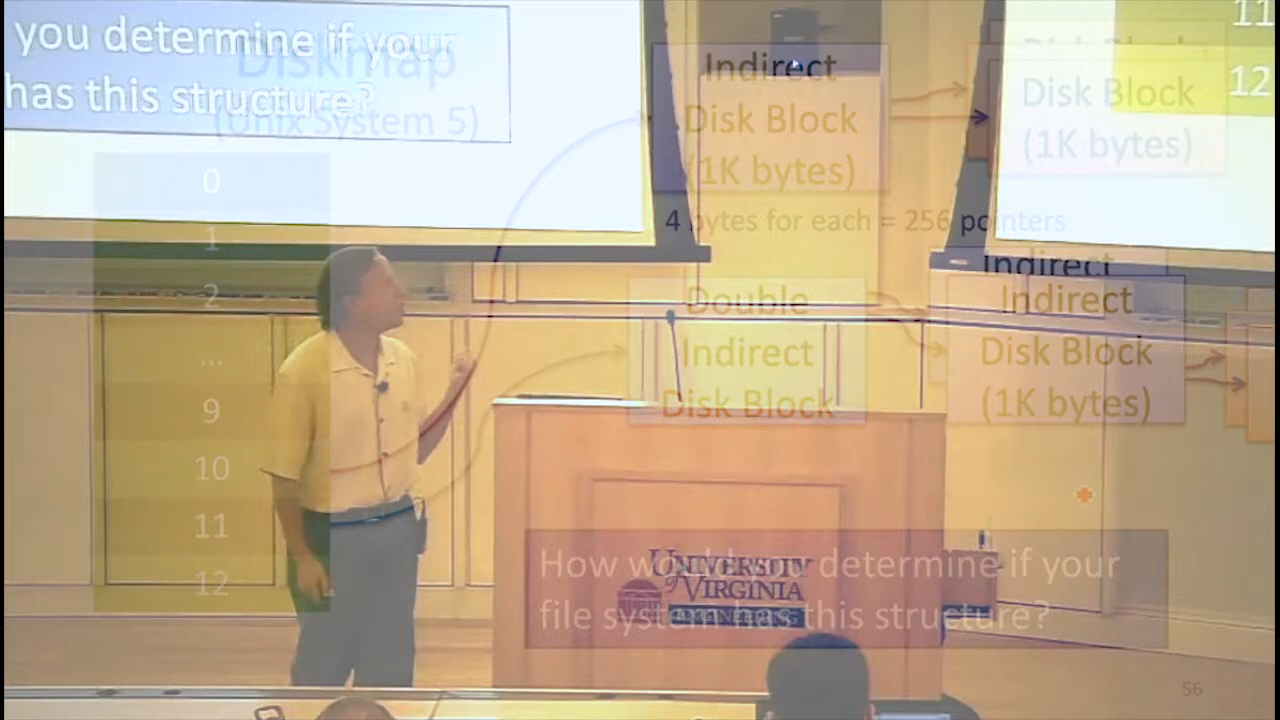 you determine if your
has this structure?
Diskmap
(Unix System 5)
0
1
2
...
9
10
11
12
Indirect
Disk Block
(1K bytes)
4 bytes for each = 256 pointers
Disk Block
(1K bytes)
11
12
Double
Indirect
Disk Block
Indirect
Indirect
Disk Block
(1K bytes)
How would you determine if your
file system has this structure?
UNIVERSITY
of VIRGINIA
ENGINEERING
56